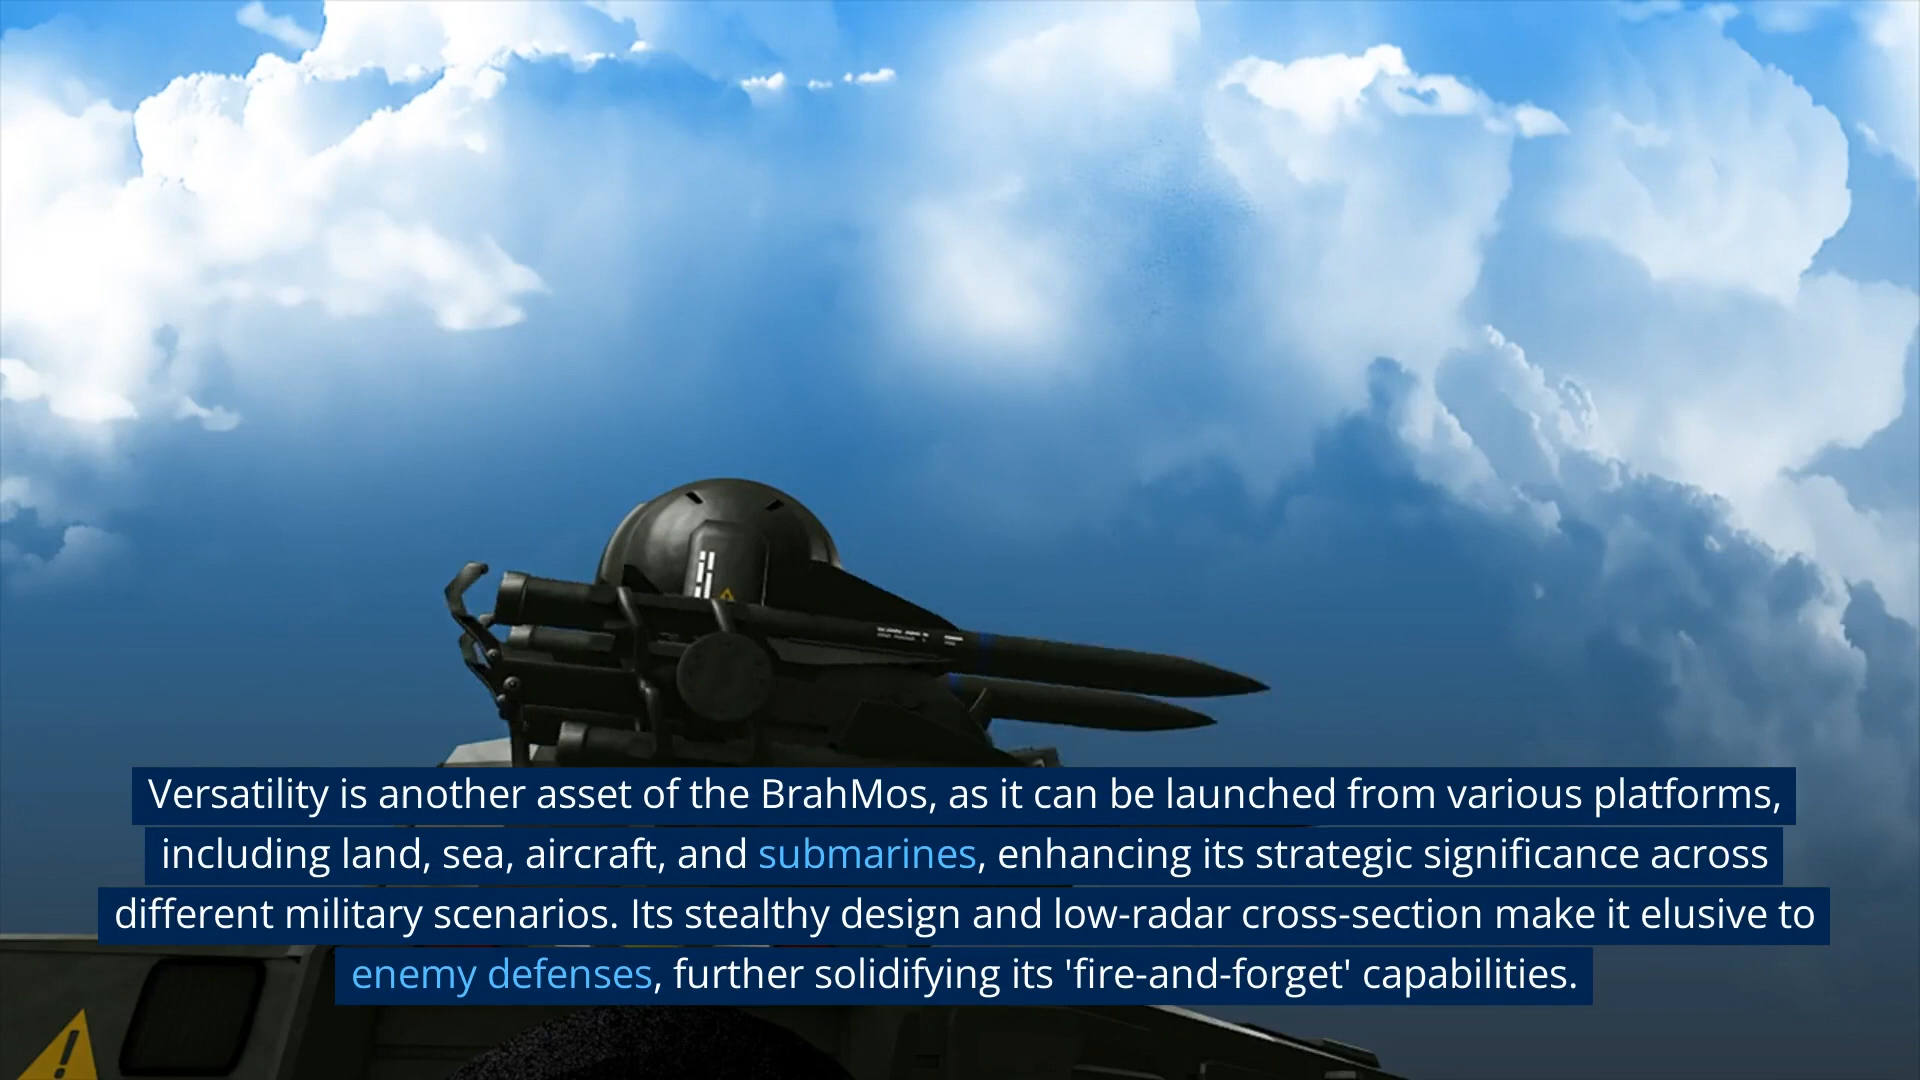 Versatility is another asset of the BrahMos, as it can be launched from various platforms,
including land, sea, aircraft, and submarines, enhancing its strategic significance across
different military scenarios. Its stealthy design and low-radar cross-section make it elusive to
enemy defenses, further solidifying its 'fire-and-forget' capabilities.